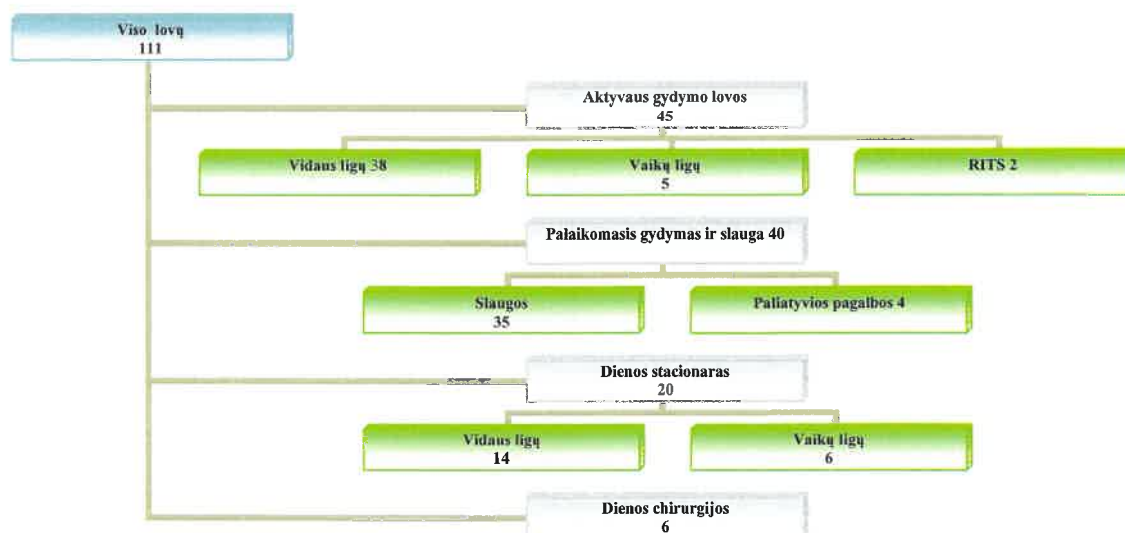 Viso lovų
111
Aktyvaus gydymo lovos
45
Vidaus ligų 38
Vaikų ligų
5
RITS 2
Palaikomasis gydymas ir slauga 40
Slaugos
35
Paliatyvios pagalbos 4
Dienos stacionaras
20
Vidaus ligų
14
Vaikų ligų
6
Dienos chirurgijos
6